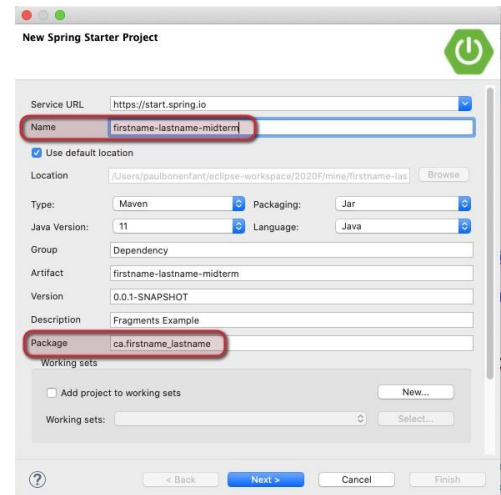 New Spring Starter Project
Service URL https://start.spring.io
Name firstname-lastname-midterm
Use default location
Location /Users/paulbonenfant/eclipse-workspace/2020F/mine/firstname-las Browse
Type: Maven Packaging: Jar
Java Version: 11 Language: Java
Group Dependency
Artifact firstname-lastname-midterm
Version 0.0.1-SNAPSHOT
Description Fragments Example
Package ca.firstname_lastname
Working sets
Add project to working sets New...
Working sets: Select...
? < Back Next > Cancel Finish